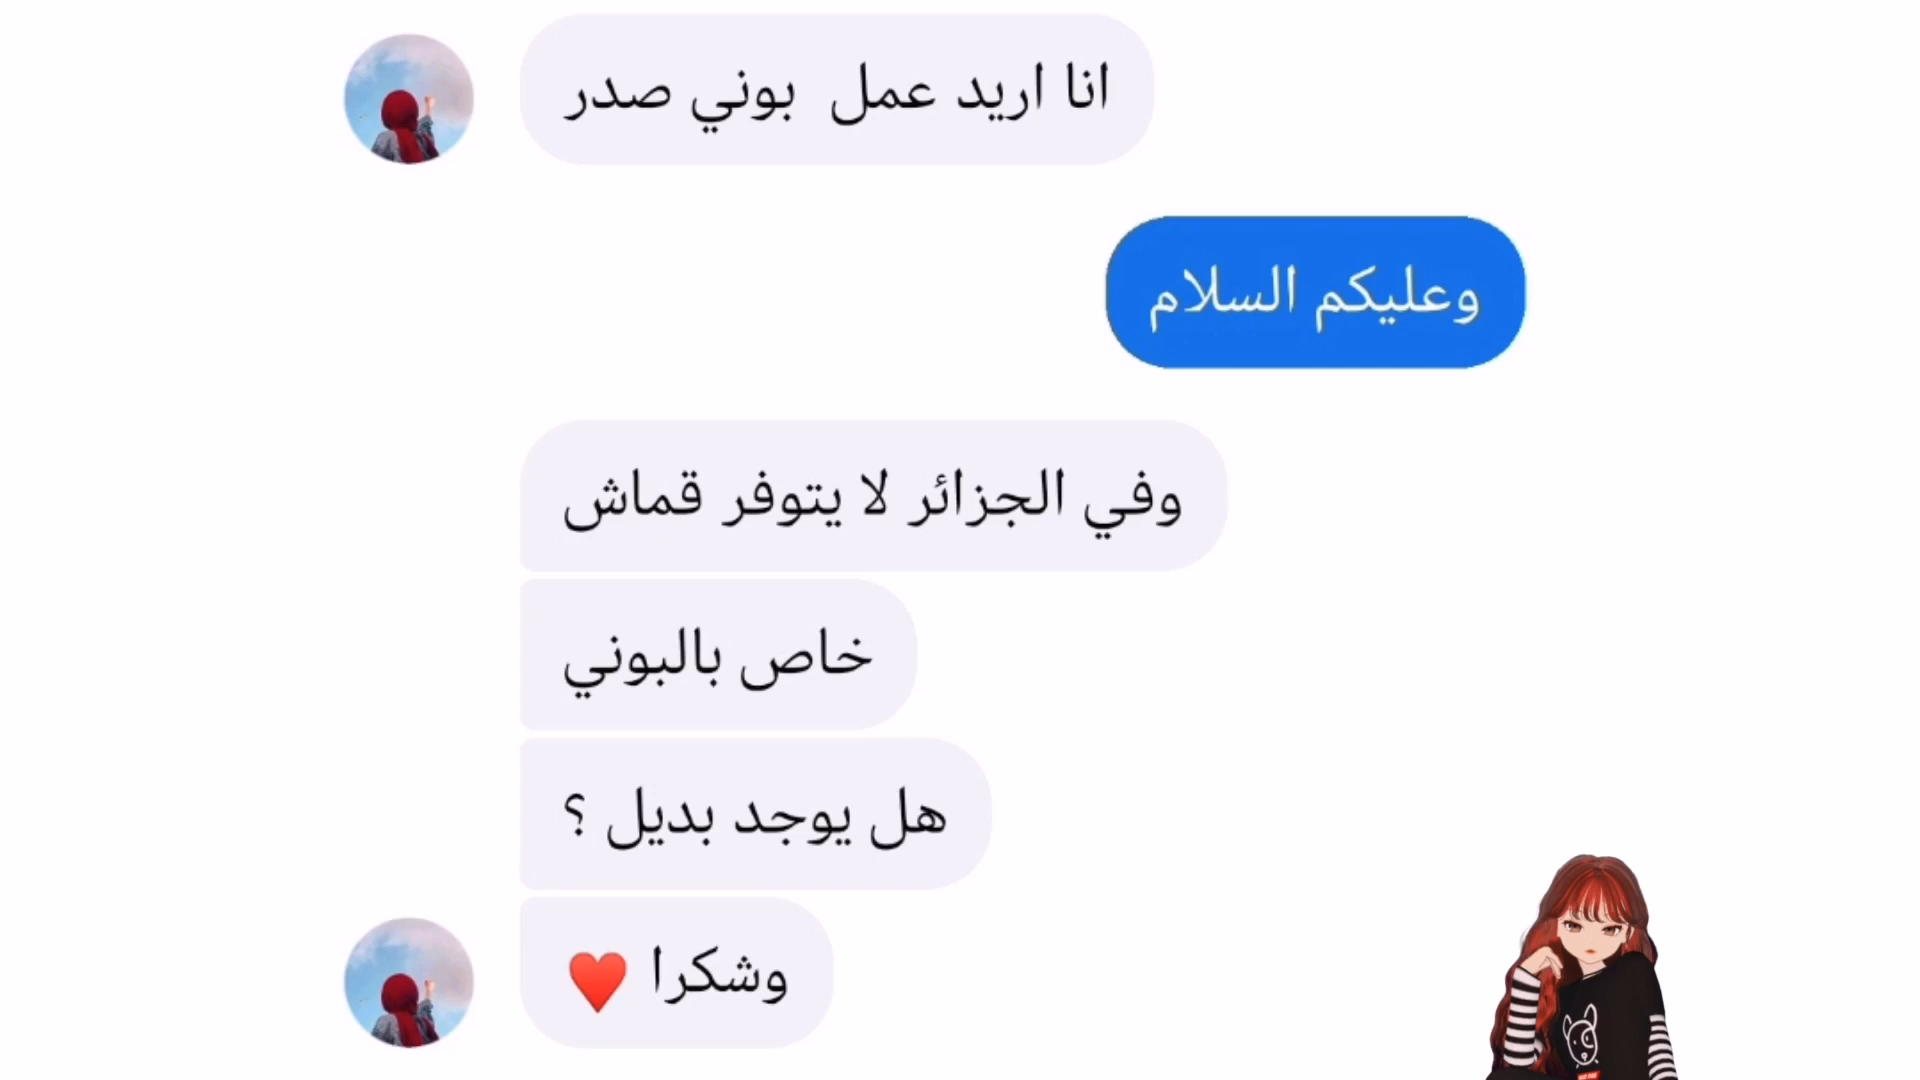 انا اريد عمل  بوني صدر
وعليكم السلام
وفي الجزائر لا يتوفر قماش
خاص بالبوني
هل يوجد بديل ؟
وشكرا ♥️